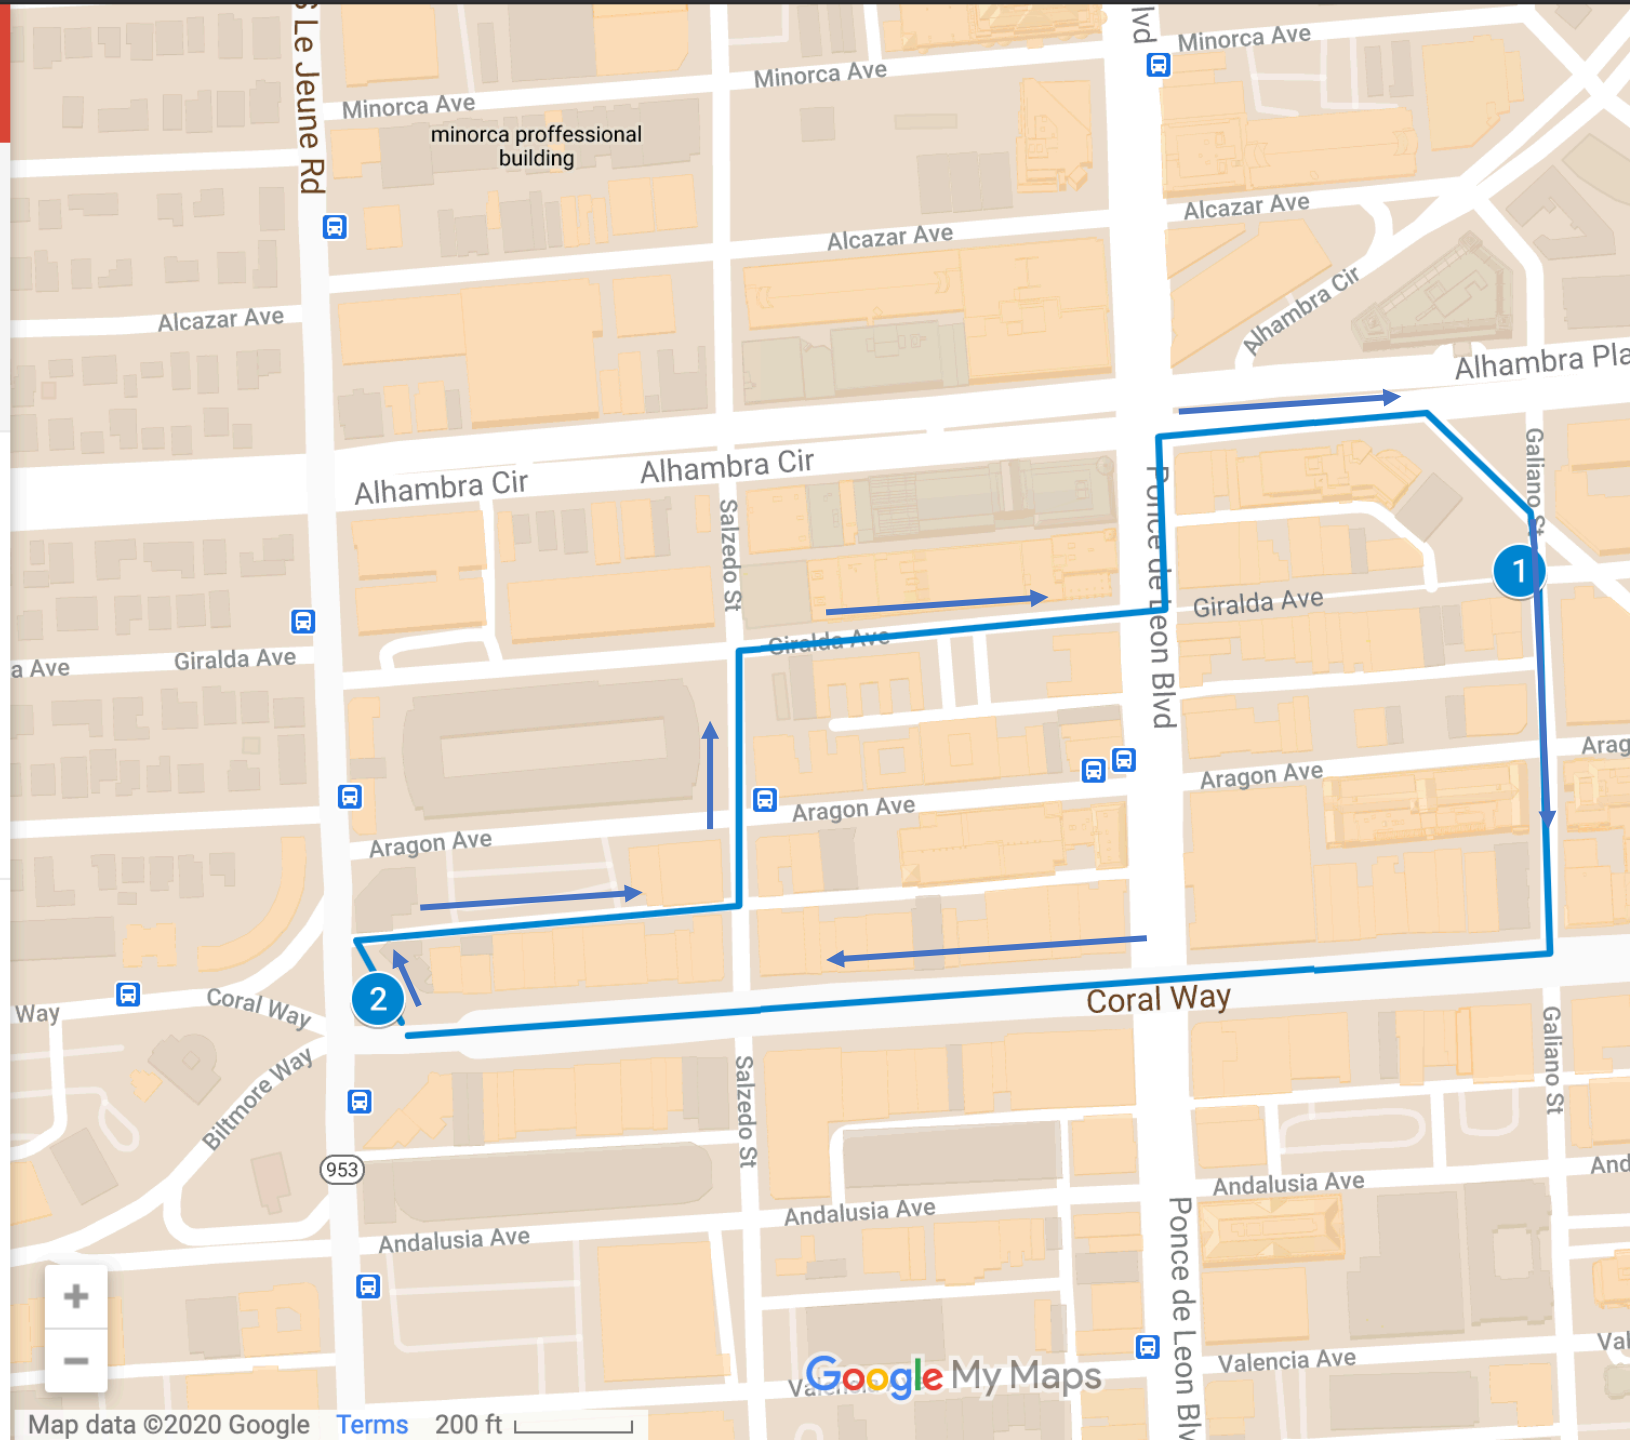 S Le Jeune Rd
lvd
Minorca Ave
Minorca Ave
Minorca Ave
minorca proffessional
building
Alcazar Ave
Alcazar Ave
Alcazar Ave
Alhambra Cir
Alhambra Pla
Alhambra Cir
Alhambra Cir
Galiano St
Salzedo St
Ponce de Leon Blvd
1
Giralda Ave
Giralda Ave
Giralda Ave
a Ave
Arag
Aragon Ave
Aragon Ave
Aragon Ave
2
Coral Way
Coral Way
Way
Galiano St
Salzedo St
Biltmore Way
953
Andalusia Ave
Andalusia Ave
Andalusia Ave
And
Ponce de Leon Blv
Valencia Ave
Val
+
−
Google My Maps
Map data ©2020 Google Terms 200 ft